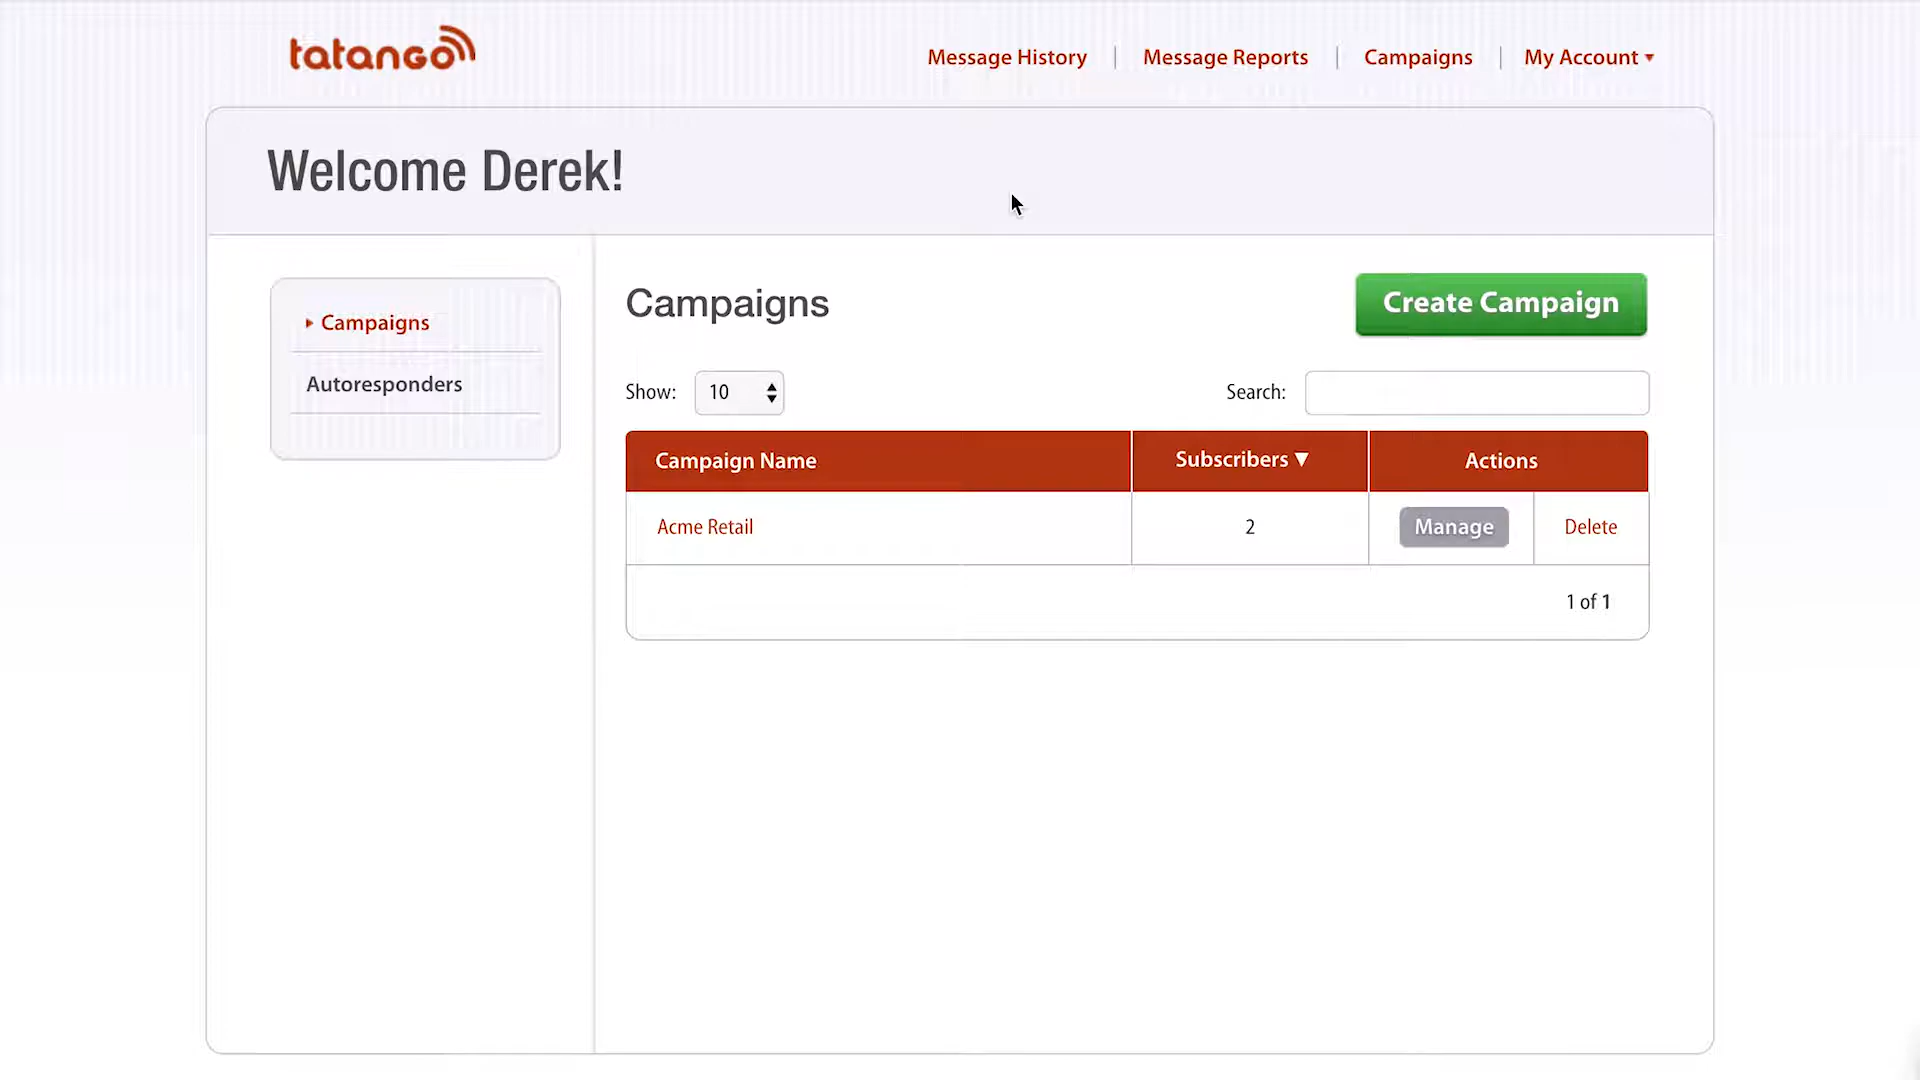 tatango
Message History | Message Reports | Campaigns | My Account
Welcome Derek!
Campaigns
Autoresponders
Campaigns
Create Campaign
Show: 10
Search:
Campaign Name Subscribers ▼ Actions
Acme Retail 2 Manage Delete
1 of 1